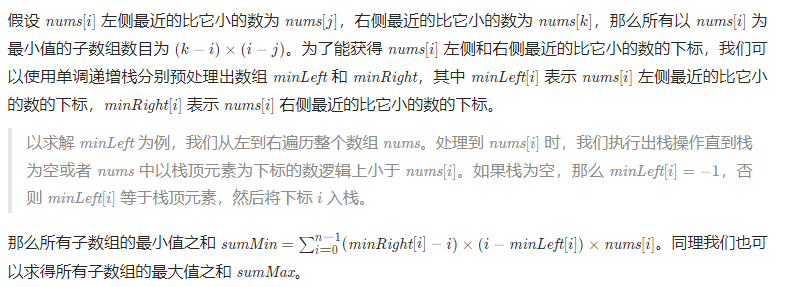 假设 nums[i] 左侧最近的比它小的数为 nums[j]，右侧最近的比它小的数为 nums[k]，那么所有以 nums[i] 为
最小值的子数组数目为 (k − i) × (i − j)。为了能获得 nums[i] 左侧和右侧最近的比它小的数的下标，我们可
以使用单调递增栈分别预处理出数组 minLeft 和 minRight，其中 minLeft[i] 表示 nums[i] 左侧最近的比它小
的数的下标，minRight[i] 表示 nums[i] 右侧最近的比它小的数的下标。
以求解 minLeft 为例，我们从左到右遍历整个数组 nums。处理到 nums[i] 时，我们执行出栈操作直到栈
为空或者 nums 中以栈顶元素为下标的数逻辑上小于 nums[i]。如果栈为空，那么 minLeft[i] = −1，否
则 minLeft[i] 等于栈顶元素，然后将下标 i 入栈。
那么所有子数组的最小值之和 sumMin = ∑_{i=0}^{n−1}(minRight[i] − i) × (i − minLeft[i]) × nums[i]。同理我们也可
以求得所有子数组的最大值之和 sumMax。